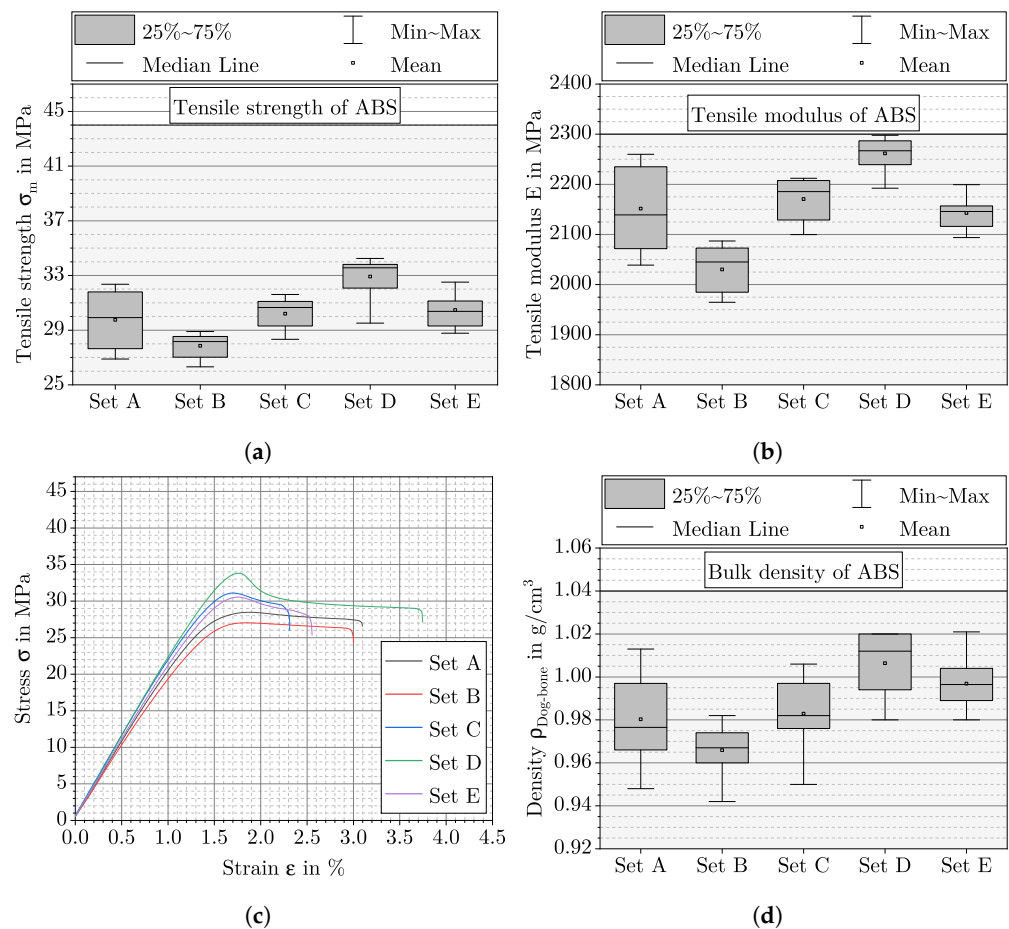 25%~75%
Min~Max
Median Line
Mean
Tensile strength of ABS
Tensile strength σm in MPa
45
41
37
33
29
25
Set A Set B Set C Set D Set E
(a)
25%~75%
Min~Max
Median Line
Mean
Tensile modulus of ABS
Tensile modulus E in MPa
2400
2300
2200
2100
2000
1900
1800
Set A Set B Set C Set D Set E
(b)
Stress σ in MPa
45
40
35
30
25
20
15
10
5
0
Set A
Set B
Set C
Set D
Set E
0.0 0.5 1.0 1.5 2.0 2.5 3.0 3.5 4.0 4.5
Strain ε in %
(c)
25%~75%
Min~Max
Median Line
Mean
Bulk density of ABS
Density ρDog-bone in g/cm³
1.06
1.04
1.02
1.00
0.98
0.96
0.94
0.92
Set A Set B Set C Set D Set E
(d)